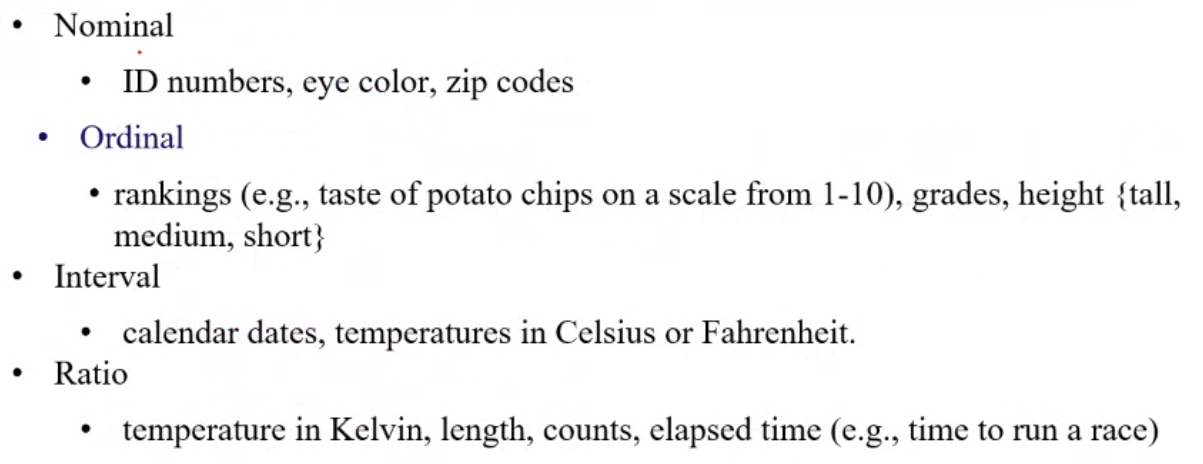 • Nominal
• ID numbers, eye color, zip codes
• Ordinal
• rankings (e.g., taste of potato chips on a scale from 1-10), grades, height {tall,
medium, short}
• Interval
• calendar dates, temperatures in Celsius or Fahrenheit.
• Ratio
• temperature in Kelvin, length, counts, elapsed time (e.g., time to run a race)